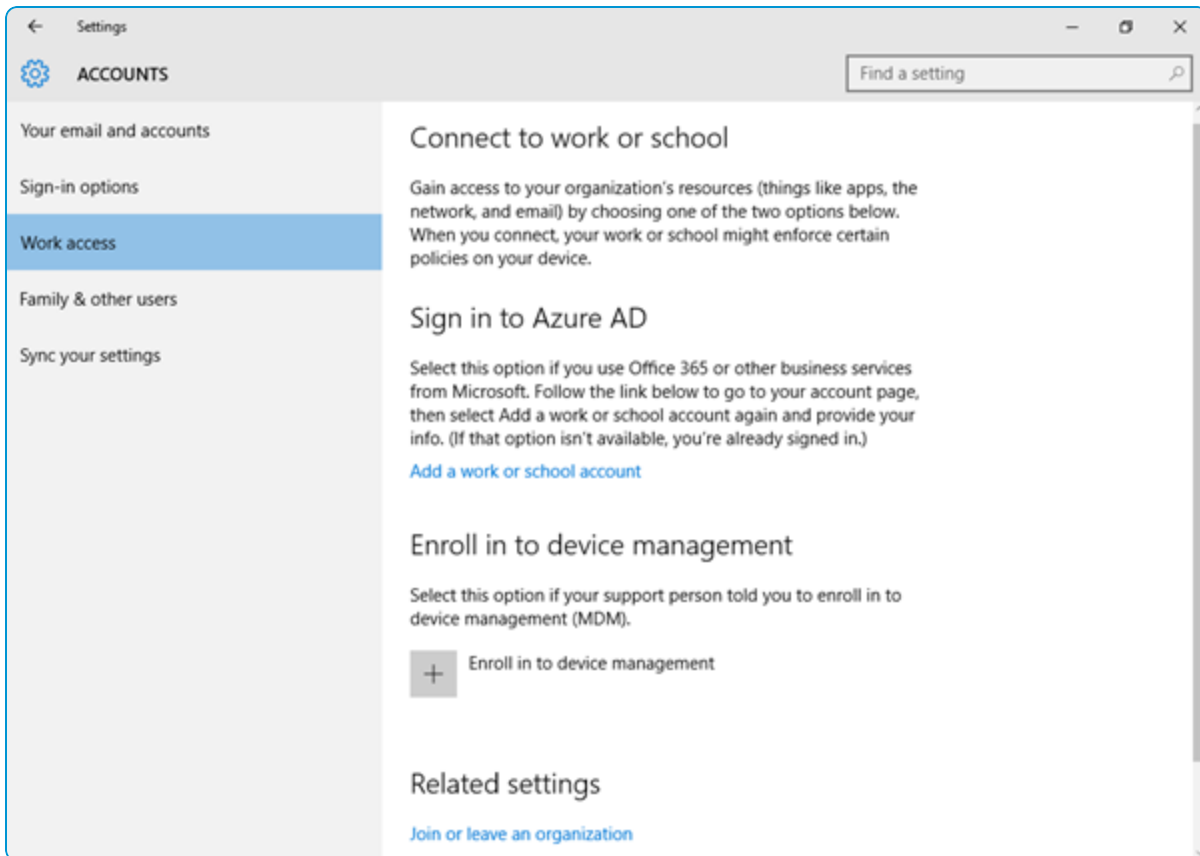 Settings
ACCOUNTS
Find a setting
Your email and accounts
Sign-in options
Work access
Family & other users
Sync your settings
Connect to work or school
Gain access to your organization's resources (things like apps, the
network, and email) by choosing one of the two options below.
When you connect, your work or school might enforce certain
policies on your device.
Sign in to Azure AD
Select this option if you use Office 365 or other business services
from Microsoft. Follow the link below to go to your account page,
then select Add a work or school account again and provide your
info. (If that option isn't available, you're already signed in.)
Add a work or school account
Enroll in to device management
Select this option if your support person told you to enroll in to
device management (MDM).
Enroll in to device management
Related settings
Join or leave an organization